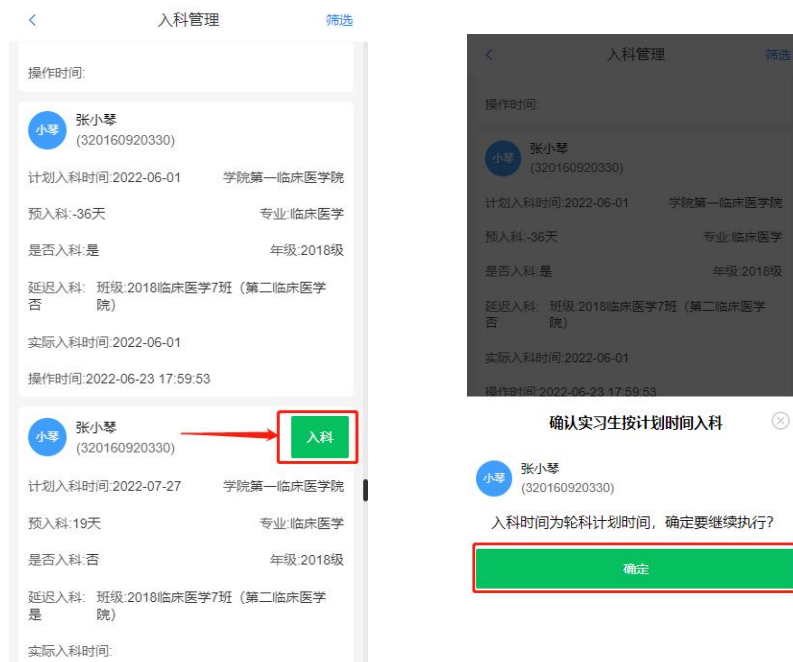 入科管理
筛选
操作时间:
小琴
张小琴
(320160920330)
计划入科时间:2022-06-01 学院第一临床医学院
预入科:-36天 专业:临床医学
是否入科:是 年级:2018级
延迟入科: 班级:2018临床医学7班（第二临床医学
否 院）
实际入科时间:2022-06-01
操作时间:2022-06-23 17:59:53
小琴
张小琴
(320160920330)
入科
计划入科时间:2022-07-27 学院第一临床医学院
预入科:19天 专业:临床医学
是否入科:否 年级:2018级
延迟入科: 班级:2018临床医学7班（第二临床医学
是 院）
实际入科时间:
入科管理
筛选
操作时间:
小琴
张小琴
(320160920330)
计划入科时间:2022-06-01 学院第一临床医学院
预入科:-36天 专业:临床医学
是否入科:是 年级:2018级
延迟入科: 班级:2018临床医学7班（第二临床医学
否 院）
实际入科时间:2022-06-01
操作时间:2022-06-23 17:59:53
确认实习生按计划时间入科
小琴
张小琴
(320160920330)
入科时间为轮科计划时间，确定要继续执行?
确定